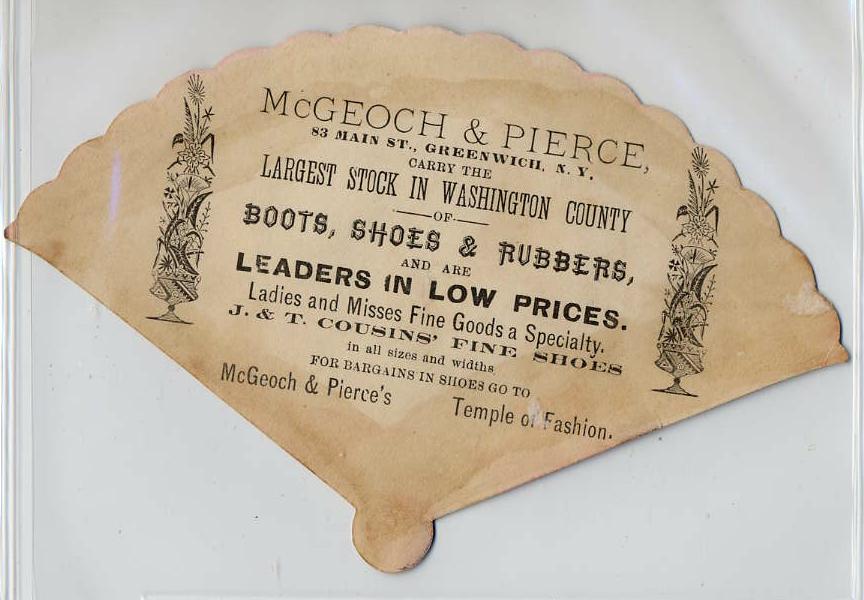 McGEOCH & PIERCE,
83 MAIN ST., GREENWICH, N. Y.
CARRY THE
LARGEST STOCK IN WASHINGTON COUNTY
—OF—
BOOTS, SHOES & RUBBERS,
AND ARE
LEADERS IN LOW PRICES.
Ladies and Misses Fine Goods a Specialty.
J. & T. COUSINS' FINE SHOES
in all sizes and widths
FOR BARGAINS IN SHOES GO TO
McGeoch & Pierce's Temple of Fashion.